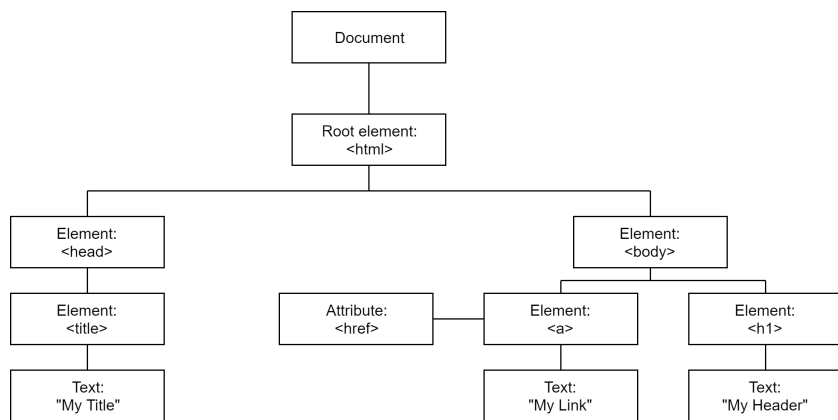 Document
Root element:
<html>
Element:
<head>
Element:
<body>
Element:
<title>
Attribute:
<href>
Element:
<a>
Element:
<h1>
Text:
"My Title"
Text:
"My Link"
Text:
"My Header"